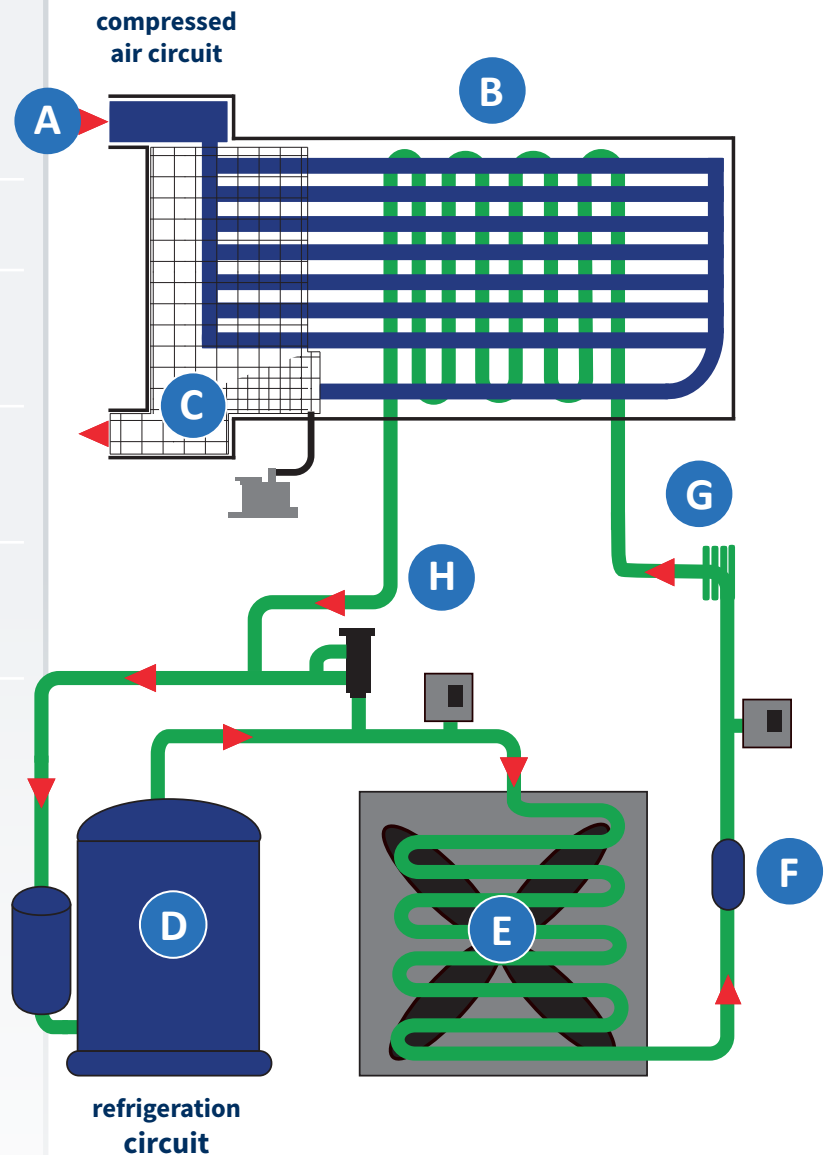 compressed
air circuit
A
B
C
G
H
F
D
E
refrigeration
circuit